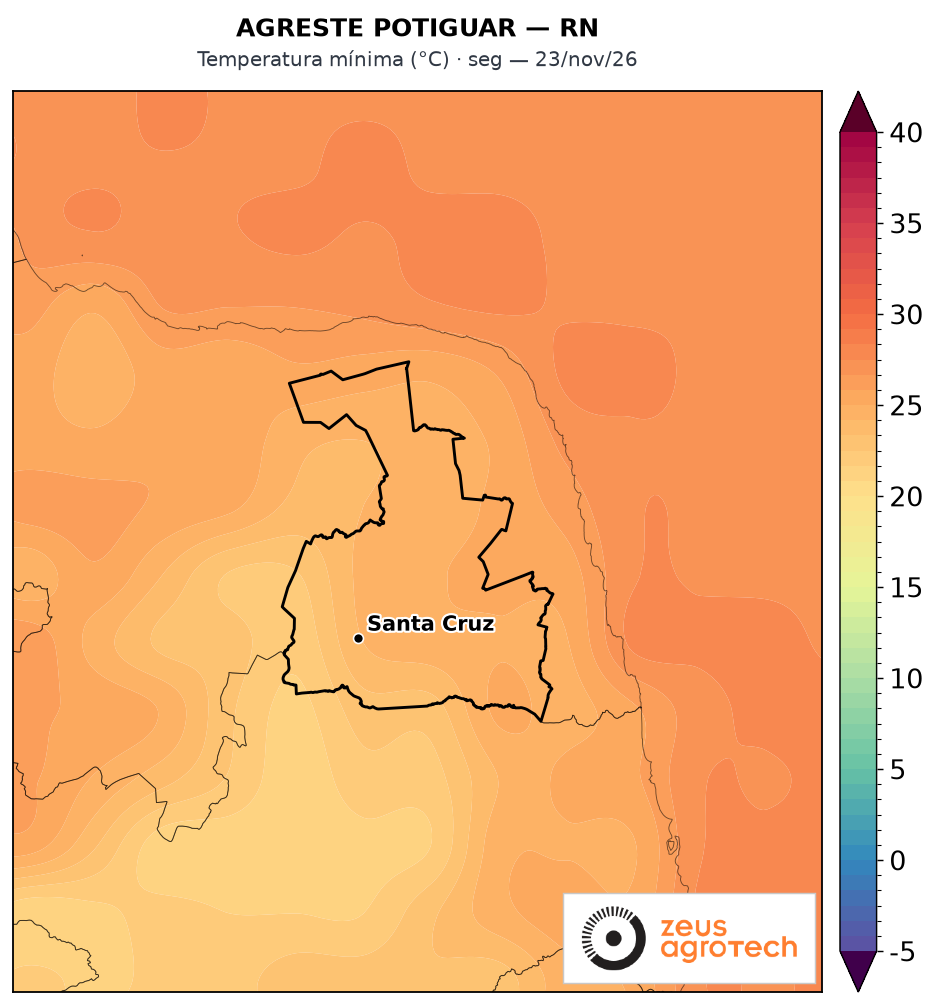 AGRESTE POTIGUAR — RN
Temperatura mínima (°C) · seg — 23/nov/26
40
35
30
25
20
15
10
5
0
-5
Santa Cruz
zeus
agrotech